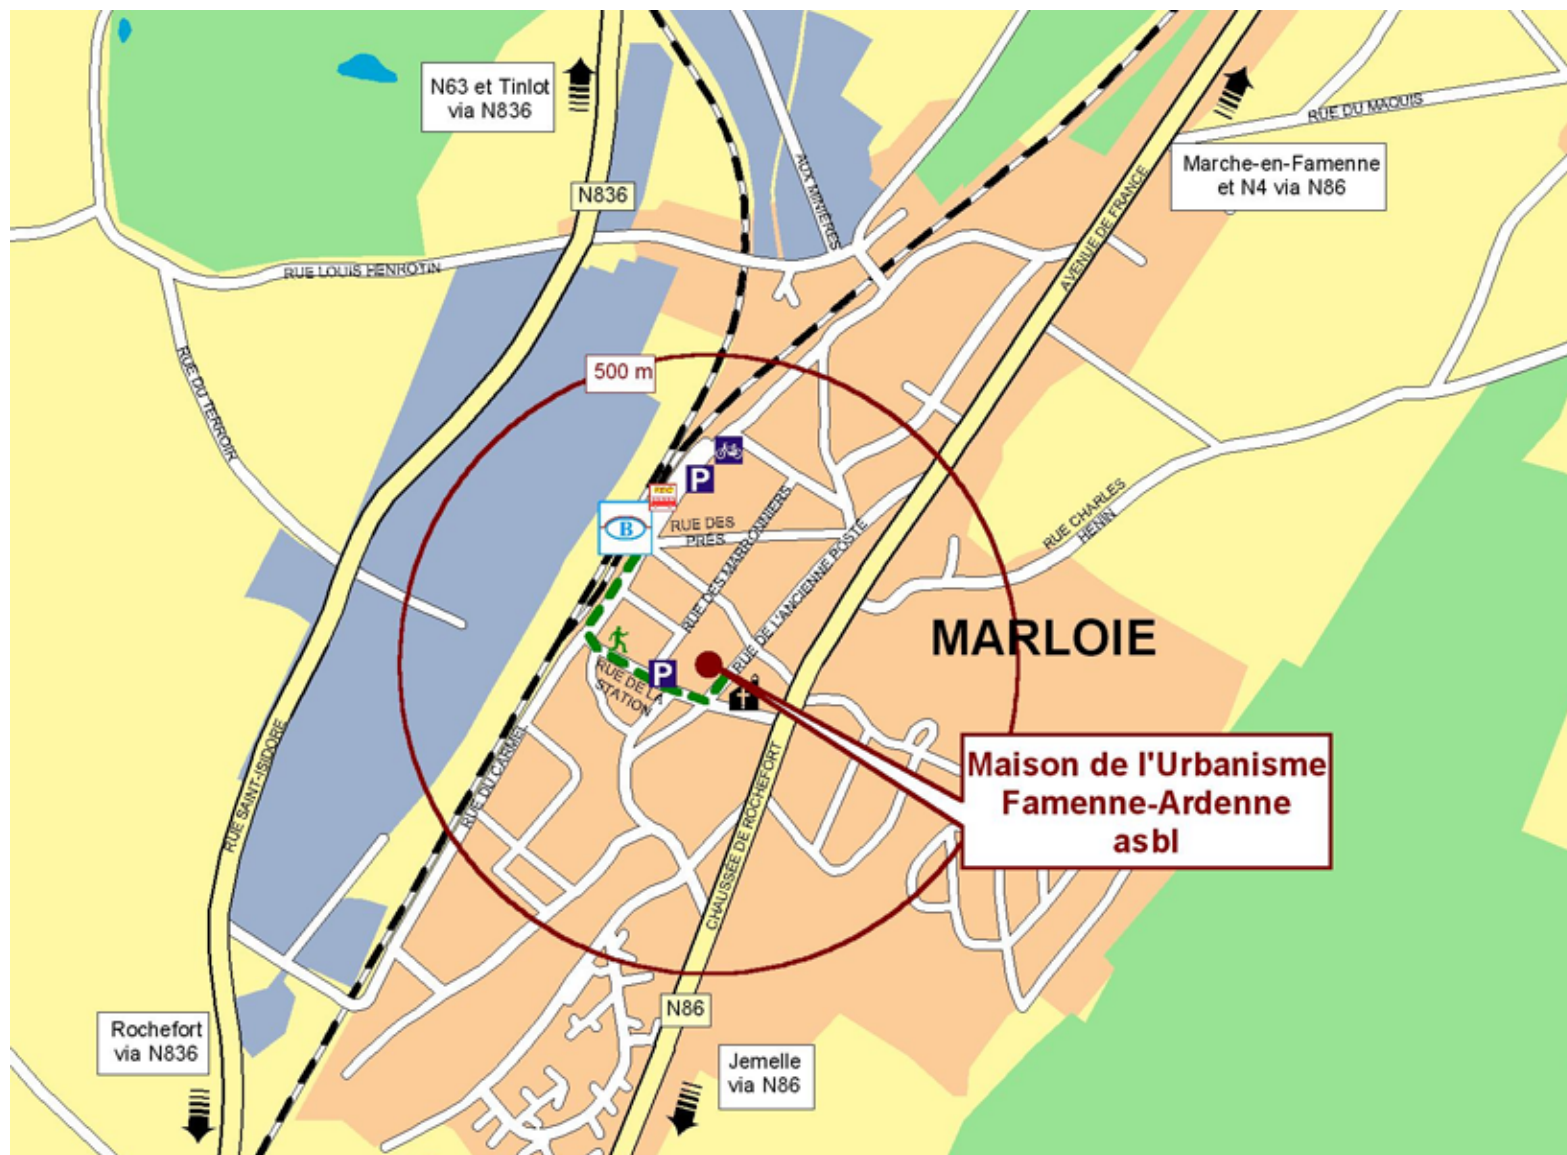 N63 et Tinlot
via N836
N836
RUE DU MAQUIS
Marche-en-Famenne
et N4 via N86
AUX MINIÈRES
AVENUE DE FRANCE
RUE LOUIS HENROTIN
RUE DU TERROIR
500 m
P
B
RUE DES
PRÉS
RUE DES MARRONNIERS
RUE DE L'ANCIENNE POSTE
RUE CHARLES
HENIN
MARLOIE
P
RUE DE LA
STATION
RUE DU CARMEL
RUE SAINT-ISIDORE
CHAUSSÉE DE ROCHEFORT
Maison de l'Urbanisme
Famenne-Ardenne
asbl
N86
Rochefort
via N836
Jemelle
via N86